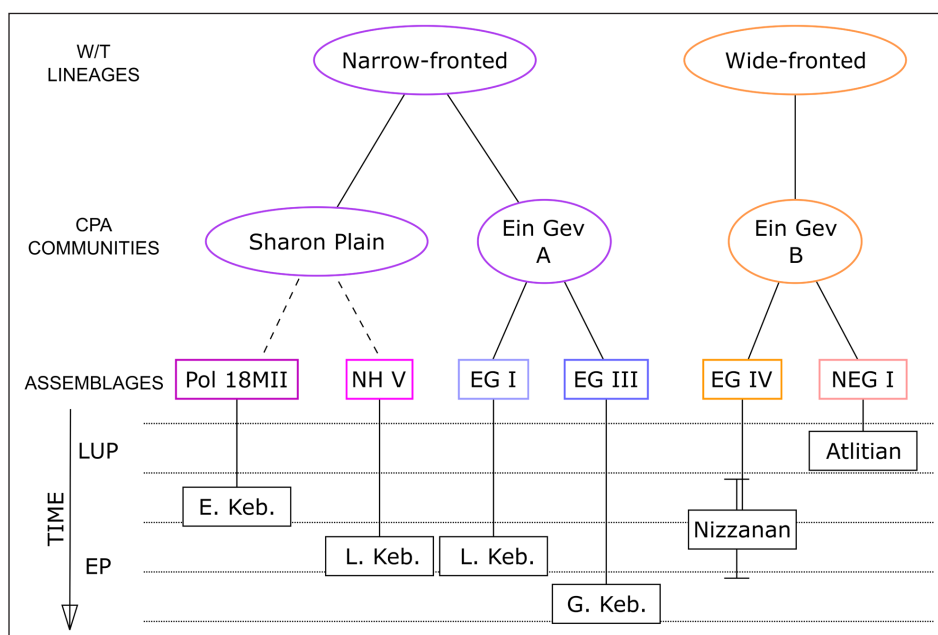 W/T
LINEAGES
Narrow-fronted
Wide-fronted
CPA
COMMUNITIES
Sharon Plain
Ein Gev
A
Ein Gev
B
ASSEMBLAGES
Pol 18MII
NH V
EG I
EG III
EG IV
NEG I
TIME
LUP
Atlitian
E. Keb.
Nizzanan
L. Keb.
L. Keb.
EP
G. Keb.